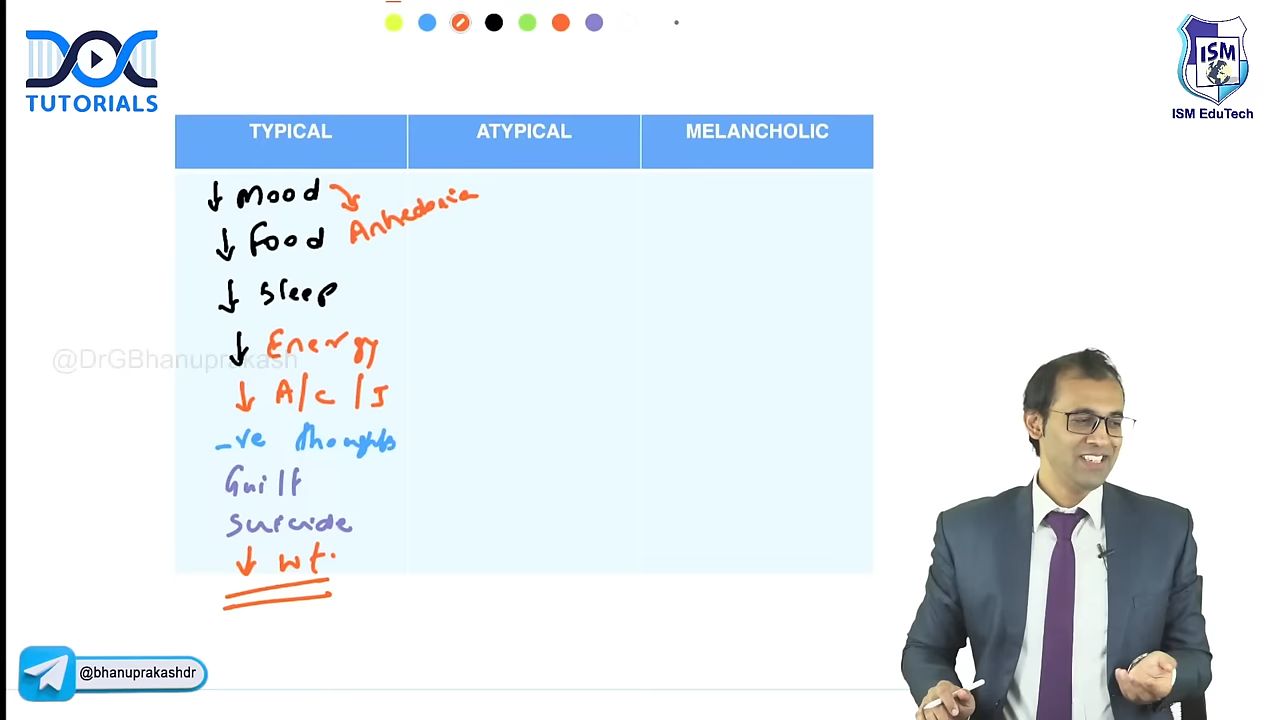 TUTORIALS
ISM
ISM EduTech
TYPICAL ATYPICAL MELANCHOLIC
↓ Mood
Anhedonia
↓ Food
↓ Sleep
↓ Energy
@DrGBhanuprakash
↓ A/C/I
-ve thoughts
Guilt
Suicide
↓ wt.
@bhanuprakashdr